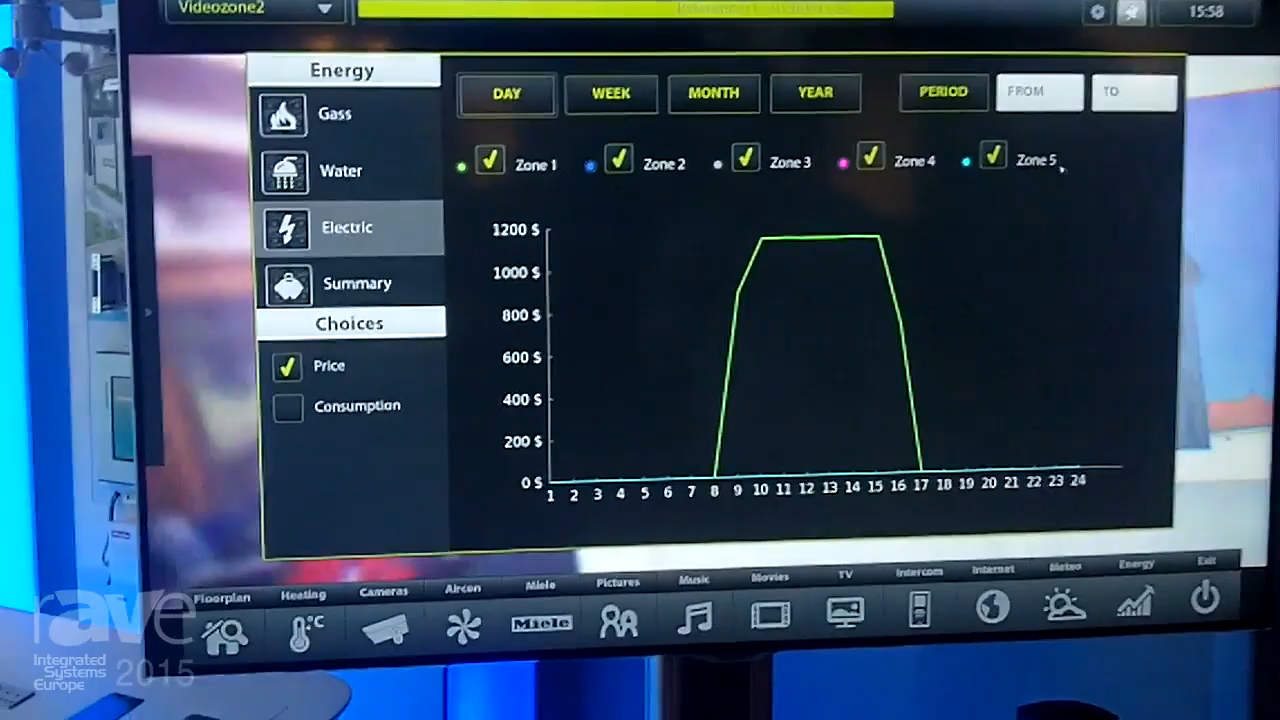 Videozone2
15:58
Energy
Gass
Water
Electric
Summary
Choices
Price
Consumption
DAY WEEK MONTH YEAR PERIOD FROM TO
Zone 1 Zone 2 Zone 3 Zone 4 Zone 5
1200 $
1000 $
800 $
600 $
400 $
200 $
0 $
1 2 3 4 5 6 7 8 9 10 11 12 13 14 15 16 17 18 19 20 21 22 23 24
Floorplan Heating Cameras Aircon Miele Pictures Music Movies TV Intercom Internet Meteo Energy Exit
°C
Miele
rave
Integrated
Systems
Europe
2015